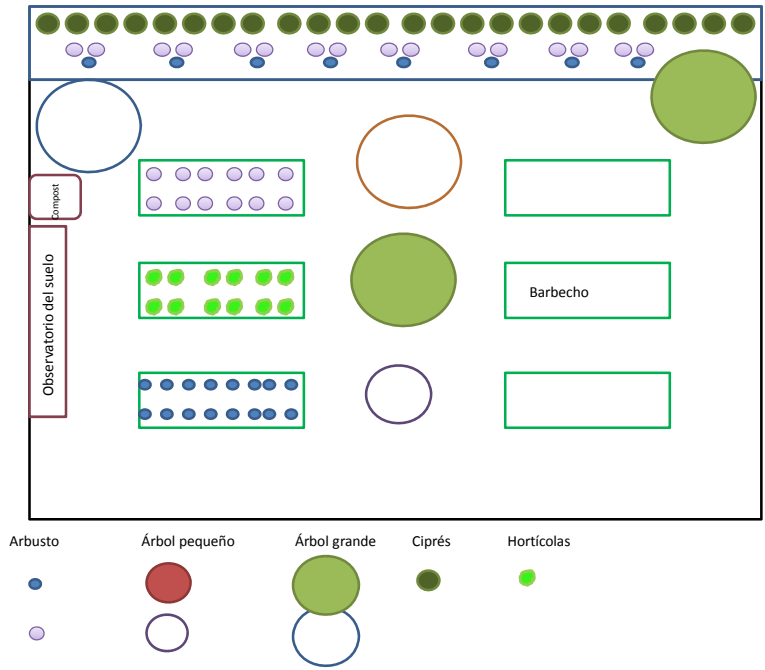 Compost
Observatorio del suelo
Barbecho
Arbusto
Árbol pequeño
Árbol grande
Ciprés
Hortícolas